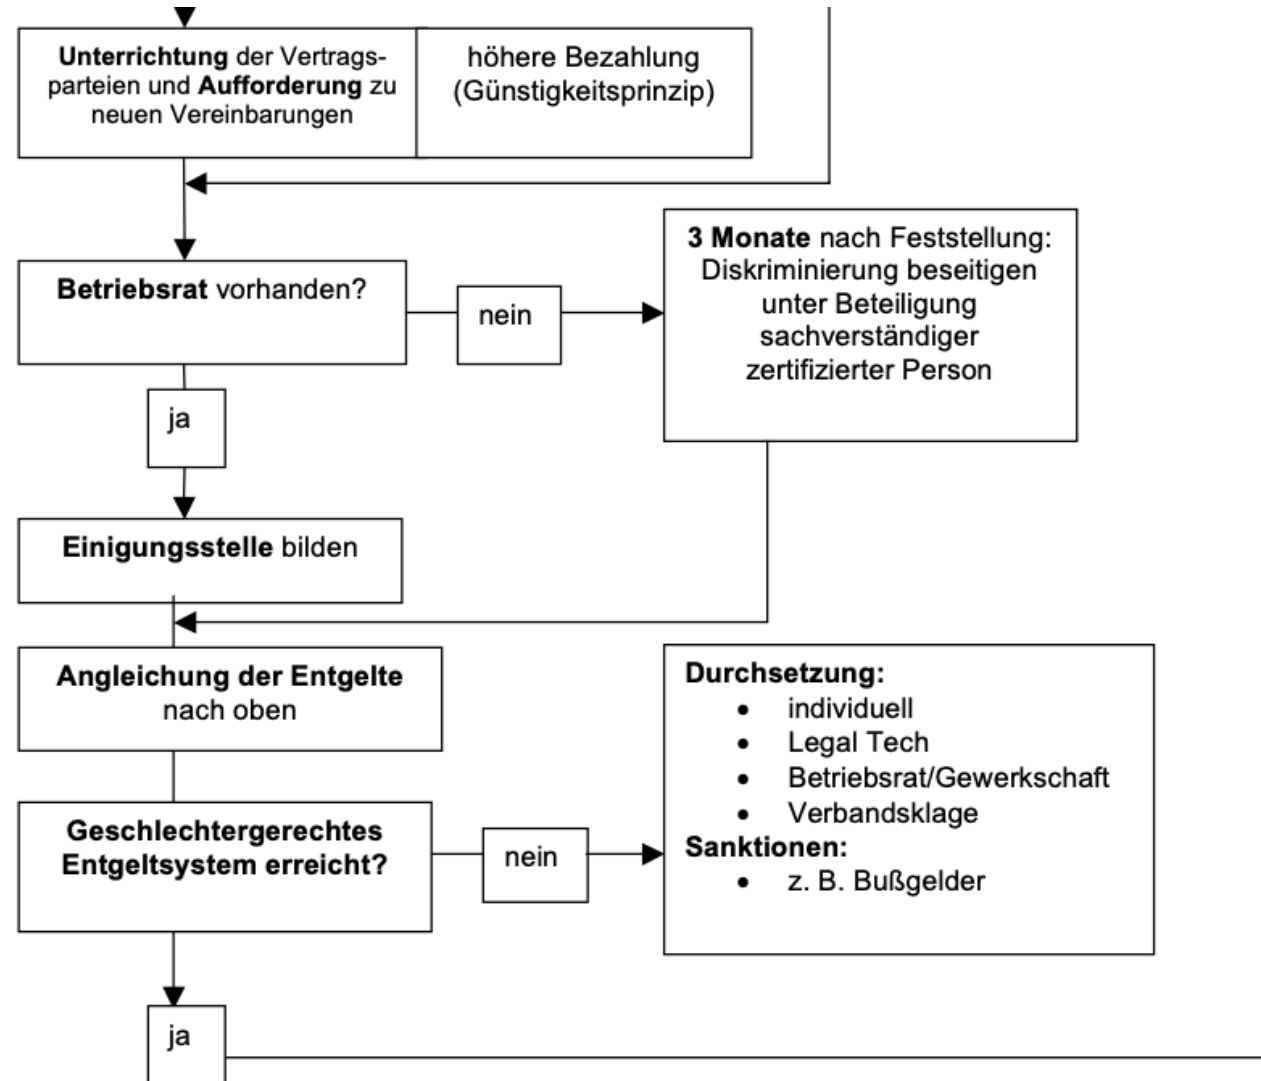 Unterrichtung der Vertrags-
parteien und Aufforderung zu
neuen Vereinbarungen
höhere Bezahlung
(Günstigkeitsprinzip)
Betriebsrat vorhanden?
nein
3 Monate nach Feststellung:
Diskriminierung beseitigen
unter Beteiligung
sachverständiger
zertifizierter Person
ja
Einigungsstelle bilden
Angleichung der Entgelte
nach oben
Geschlechtergerechtes
Entgeltsystem erreicht?
nein
Durchsetzung:
• individuell
• Legal Tech
• Betriebsrat/Gewerkschaft
• Verbandsklage
Sanktionen:
• z. B. Bußgelder
ja